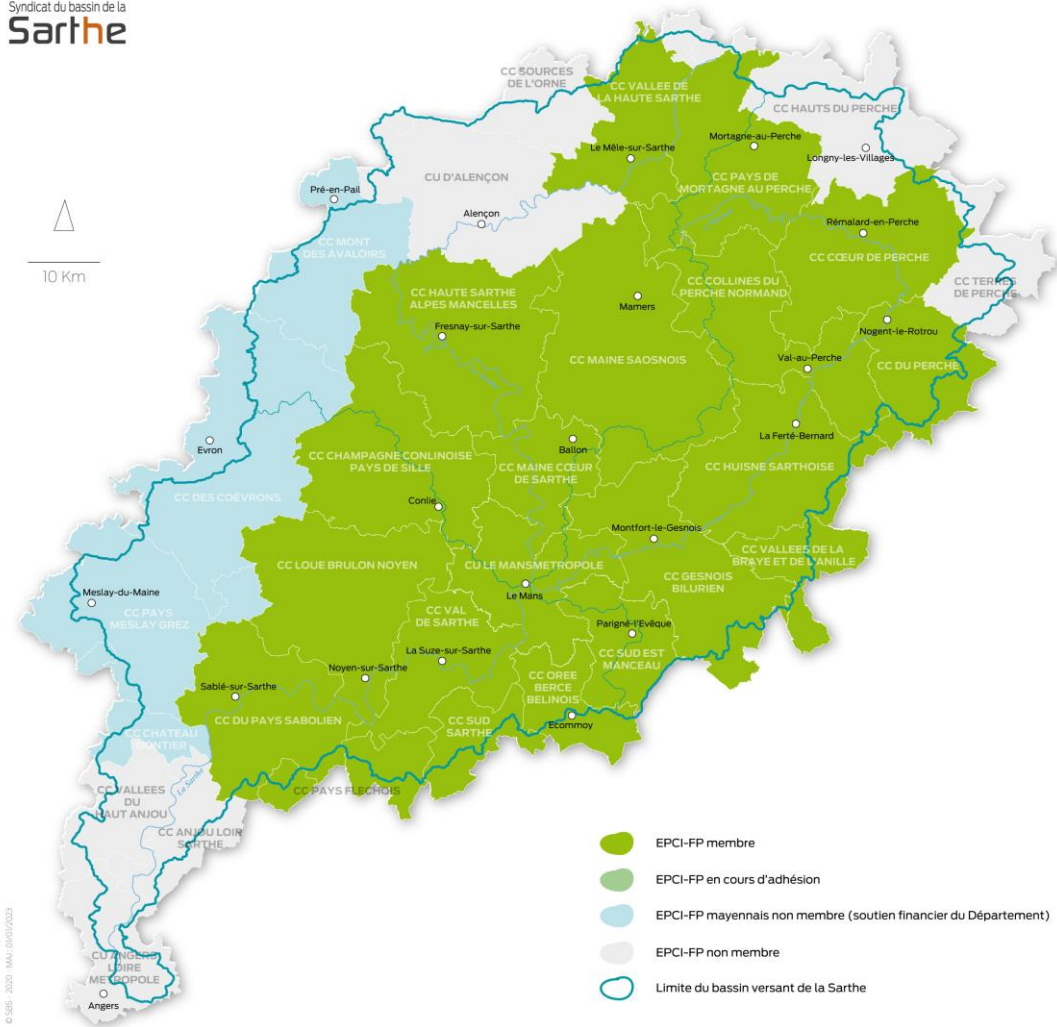 Syndicat du bassin de la
Sarthe
CC SOURCES
DE L'ORNE
CC VALLEE DE
LA HAUTE SARTHE
CC HAUTS DU PERCHE
Mortagne-au-Perche
Le Mêle-sur-Sarthe
Longny-les-Villages
CU D'ALENÇON
CC PAYS DE
MORTAGNE AU PERCHE
Pré-en-Pail
Alençon
Rémalard-en-Perche
10 Km
CC MONT
DES AVALOIRS
CC CŒUR DE PERCHE
CC COLLINES DU
PERCHE NORMAND
CC TERRES
DE PERCHE
CC HAUTE SARTHE
ALPES MANCELLES
Mamers
Fresnay-sur-Sarthe
Nogent-le-Rotrou
CC MAINE SAOSNOIS
Val-au-Perche
CC DU PERCHE
Evron
Ballon
La Ferté-Bernard
CC CHAMPAGNE CONLINOISE
PAYS DE SILLE
CC MAINE CŒUR
DE SARTHE
CC HUISNE SARTHOISE
CC DES COËVRONS
Conlie
Montfort-le-Gesnois
CC VALLEES DE LA
BRAYE ET DE L'ANILLE
CC LOUE BRULON NOYEN
CU LE MANS METROPOLE
CC GESNOIS
BILURIEN
Meslay-du-Maine
Le Mans
CC PAYS
MESLAY GREZ
CC VAL
DE SARTHE
Parigné-l'Evêque
La Suze-sur-Sarthe
CC SUD EST
MANCEAU
Noyen-sur-Sarthe
Sablé-sur-Sarthe
CC OREE
BERCE
BELINOIS
CC DU PAYS SABOLIEN
CC SUD
SARTHE
Ecommoy
CC CHATEAU
GONTIER
La Sarthe
CC PAYS FLECHOIS
CC VALLEES
DU
HAUT ANJOU
CC ANJOU LOIR
SARTHE
CU ANGERS
LOIRE
METROPOLE
Angers
EPCI-FP membre
EPCI-FP en cours d'adhésion
EPCI-FP mayennais non membre (soutien financier du Département)
EPCI-FP non membre
Limite du bassin versant de la Sarthe
© SBS - 2020 - MAJ : 01/01/2023